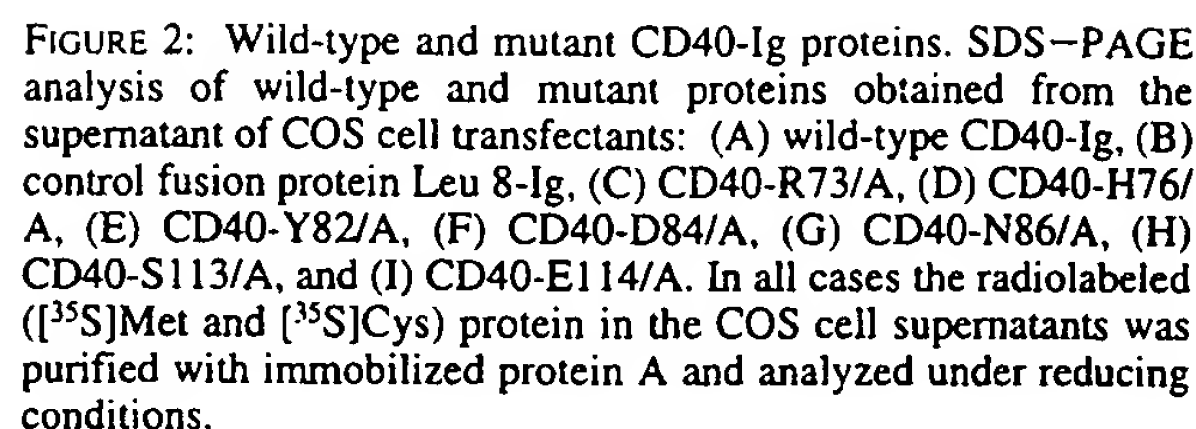 FIGURE 2: Wild-type and mutant CD40-Ig proteins. SDS−PAGE
analysis of wild-type and mutant proteins obtained from the
supernatant of COS cell transfectants: (A) wild-type CD40-Ig, (B)
control fusion protein Leu 8-Ig, (C) CD40-R73/A, (D) CD40-H76/
A, (E) CD40-Y82/A, (F) CD40-D84/A, (G) CD40-N86/A, (H)
CD40-S113/A, and (I) CD40-E114/A. In all cases the radiolabeled
([³⁵S]Met and [³⁵S]Cys) protein in the COS cell supernatants was
purified with immobilized protein A and analyzed under reducing
conditions.